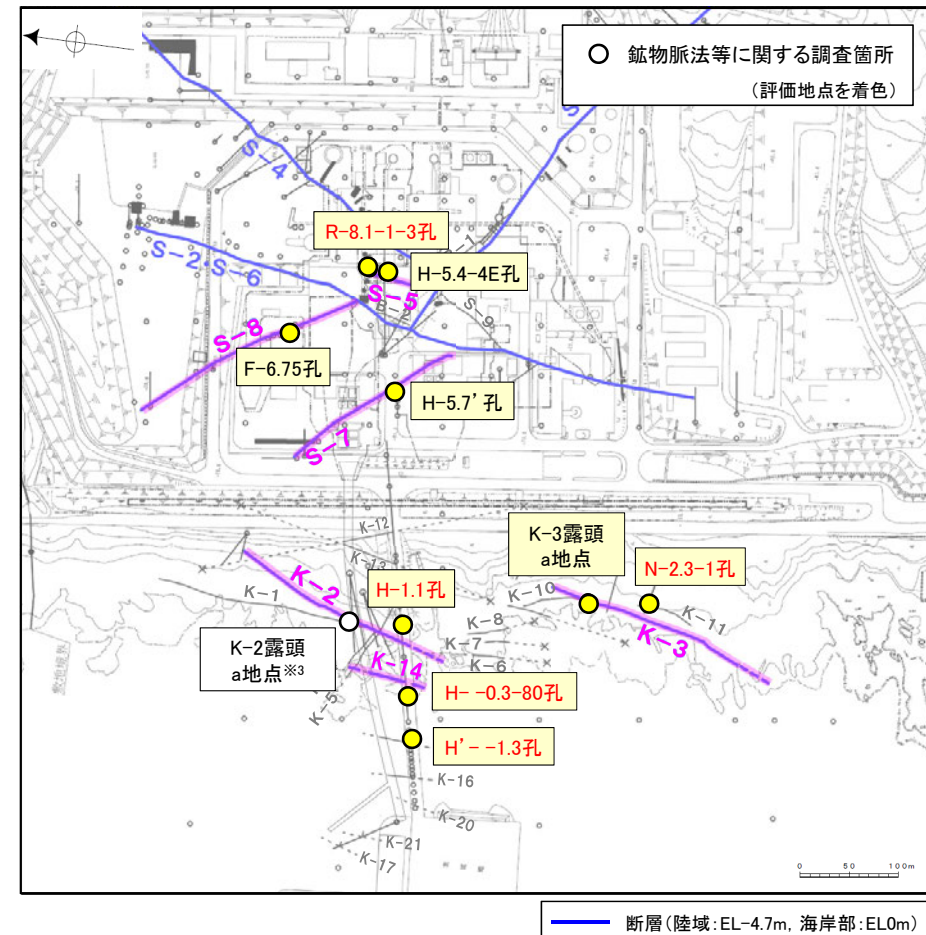 鉱物脈法等に関する調査箇所
(評価地点を着色)
S-4
S-2・S-6
R-8.1-1-3孔
H-5.4-4E孔
S-5
S-9
S-8
F-6.75孔
H-5.7'孔
S-7
K-12
K-13
K-3露頭
a地点
N-2.3-1孔
K-2
K-1
H-1.1孔
K-10
K-11
K-8
K-3
K-7
K-2露頭
a地点※3
K-14
K-6
K-5
H--0.3-80孔
H'--1.3孔
K-16
K-20
K-21
K-17
0 50 100m
断層(陸域:EL-4.7m, 海岸部:EL0m)